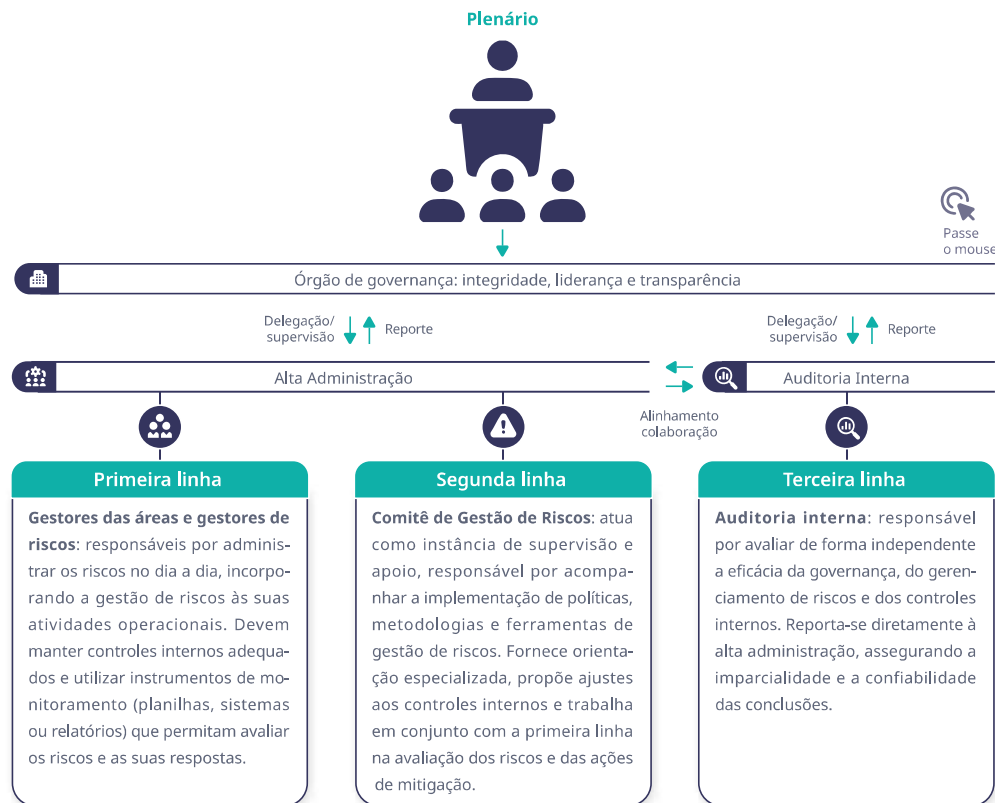 Plenário
Passe
o mouse
Órgão de governança: integridade, liderança e transparência
Delegação/
supervisão
Reporte
Delegação/
supervisão
Reporte
Alta Administração
Auditoria Interna
Alinhamento
colaboração
Primeira linha
Gestores das áreas e gestores de
riscos: responsáveis por adminis-
trar os riscos no dia a dia, incorpo-
rando a gestão de riscos às suas
atividades operacionais. Devem
manter controles internos adequa-
dos e utilizar instrumentos de mo-
nitoramento (planilhas, sistemas
ou relatórios) que permitam avaliar
os riscos e as suas respostas.
Segunda linha
Comitê de Gestão de Riscos: atua
como instância de supervisão e
apoio, responsável por acompa-
nhar a implementação de políticas,
metodologias e ferramentas de
gestão de riscos. Fornece orienta-
ção especializada, propõe ajustes
aos controles internos e trabalha
em conjunto com a primeira linha
na avaliação dos riscos e das ações
de mitigação.
Terceira linha
Auditoria interna: responsável
por avaliar de forma independente
a eficácia da governança, do geren-
ciamento de riscos e dos controles
internos. Reporta-se diretamente à
alta administração, assegurando a
imparcialidade e a confiabilidade
das conclusões.